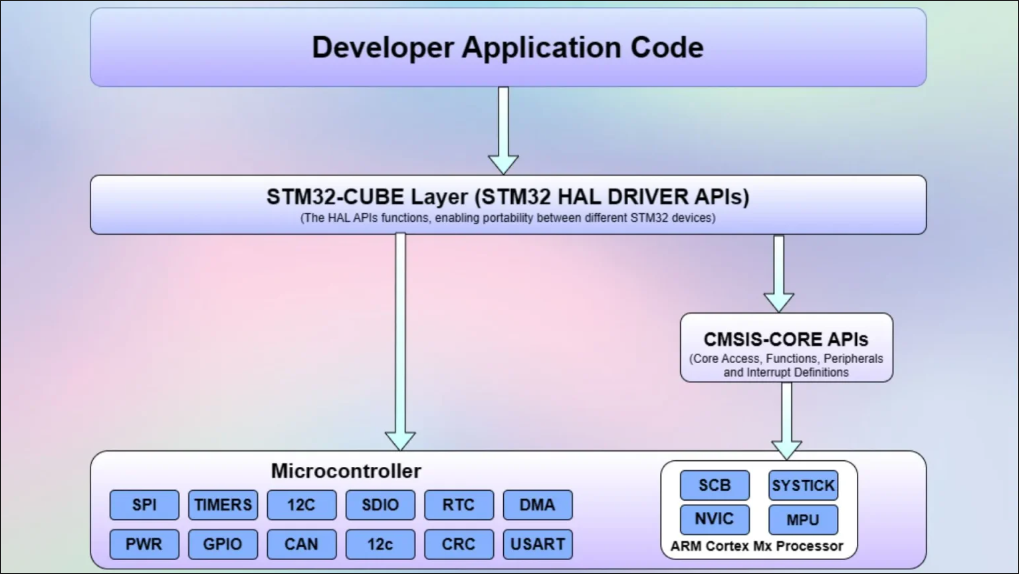 Developer Application Code
STM32-CUBE Layer (STM32 HAL DRIVER APIs)
(The HAL APIs functions, enabling portability between different STM32 devices)
CMSIS-CORE APIs
(Core Access, Functions, Peripherals
and Interrupt Definitions
Microcontroller
SPI TIMERS 12C SDIO RTC DMA
PWR GPIO CAN 12c CRC USART
SCB SYSTICK
NVIC MPU
ARM Cortex Mx Processor